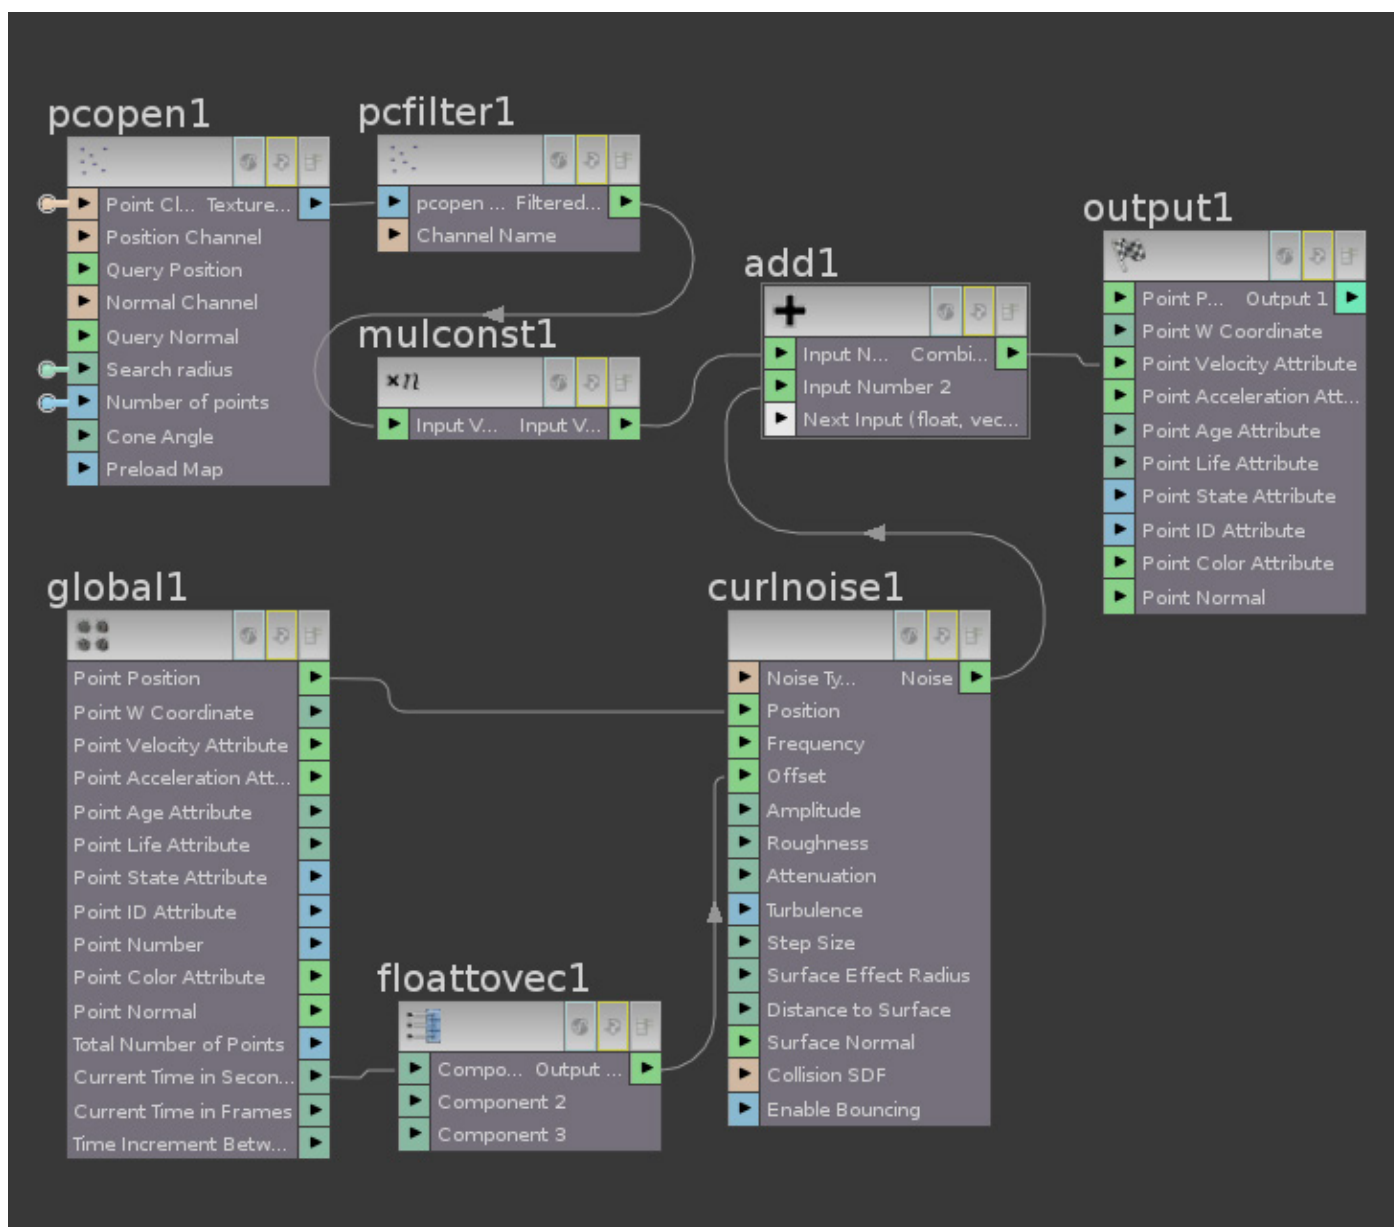 pcopen1
Point Cl... Texture...
Position Channel
Query Position
Normal Channel
Query Normal
Search radius
Number of points
Cone Angle
Preload Map
pcfilter1
pcopen ... Filtered...
Channel Name
mulconst1
×n
Input V... Input V...
add1
Input N... Combi...
Input Number 2
Next Input (float, vec...
output1
Point P... Output 1
Point W Coordinate
Point Velocity Attribute
Point Acceleration Att...
Point Age Attribute
Point Life Attribute
Point State Attribute
Point ID Attribute
Point Color Attribute
Point Normal
global1
Point Position
Point W Coordinate
Point Velocity Attribute
Point Acceleration Att...
Point Age Attribute
Point Life Attribute
Point State Attribute
Point ID Attribute
Point Number
Point Color Attribute
Point Normal
Total Number of Points
Current Time in Secon...
Current Time in Frames
Time Increment Betw...
floattovec1
Compo... Output ...
Component 2
Component 3
curlnoise1
Noise Ty... Noise
Position
Frequency
Offset
Amplitude
Roughness
Attenuation
Turbulence
Step Size
Surface Effect Radius
Distance to Surface
Surface Normal
Collision SDF
Enable Bouncing